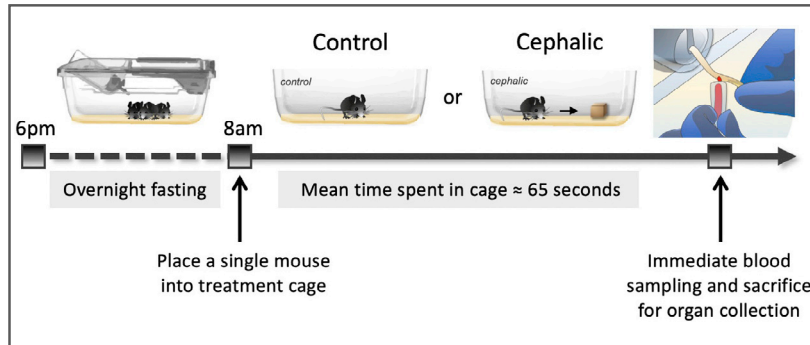 Control
Cephalic
control
or
cephalic
6pm
8am
Overnight fasting
Mean time spent in cage ≈ 65 seconds
Place a single mouse
into treatment cage
Immediate blood
sampling and sacrifice
for organ collection